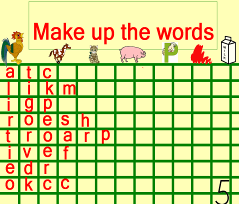 Make up the words
a t c
l i k m
i g p
r o e s h
t r o a r p
i v e f
e d r
o k c c
5